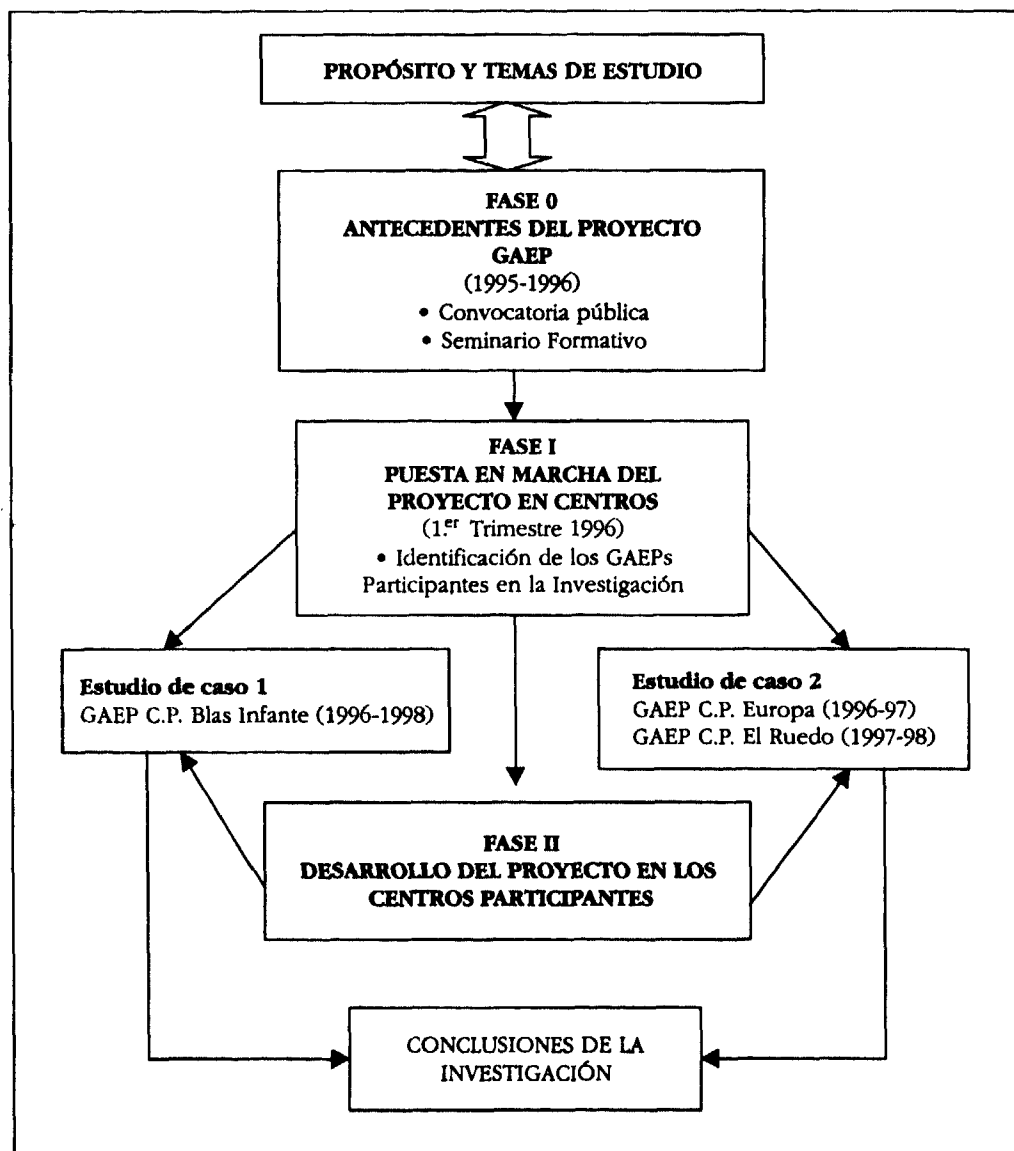 PROPÓSITO Y TEMAS DE ESTUDIO
FASE 0
ANTECEDENTES DEL PROYECTO
GAEP
(1995-1996)
• Convocatoria pública
• Seminario Formativo
FASE I
PUESTA EN MARCHA DEL
PROYECTO EN CENTROS
(1.er Trimestre 1996)
• Identificación de los GAEPs
Participantes en la Investigación
Estudio de caso 1
GAEP C.P. Blas Infante (1996-1998)
Estudio de caso 2
GAEP C.P. Europa (1996-97)
GAEP C.P. El Ruedo (1997-98)
FASE II
DESARROLLO DEL PROYECTO EN LOS
CENTROS PARTICIPANTES
CONCLUSIONES DE LA
INVESTIGACIÓN